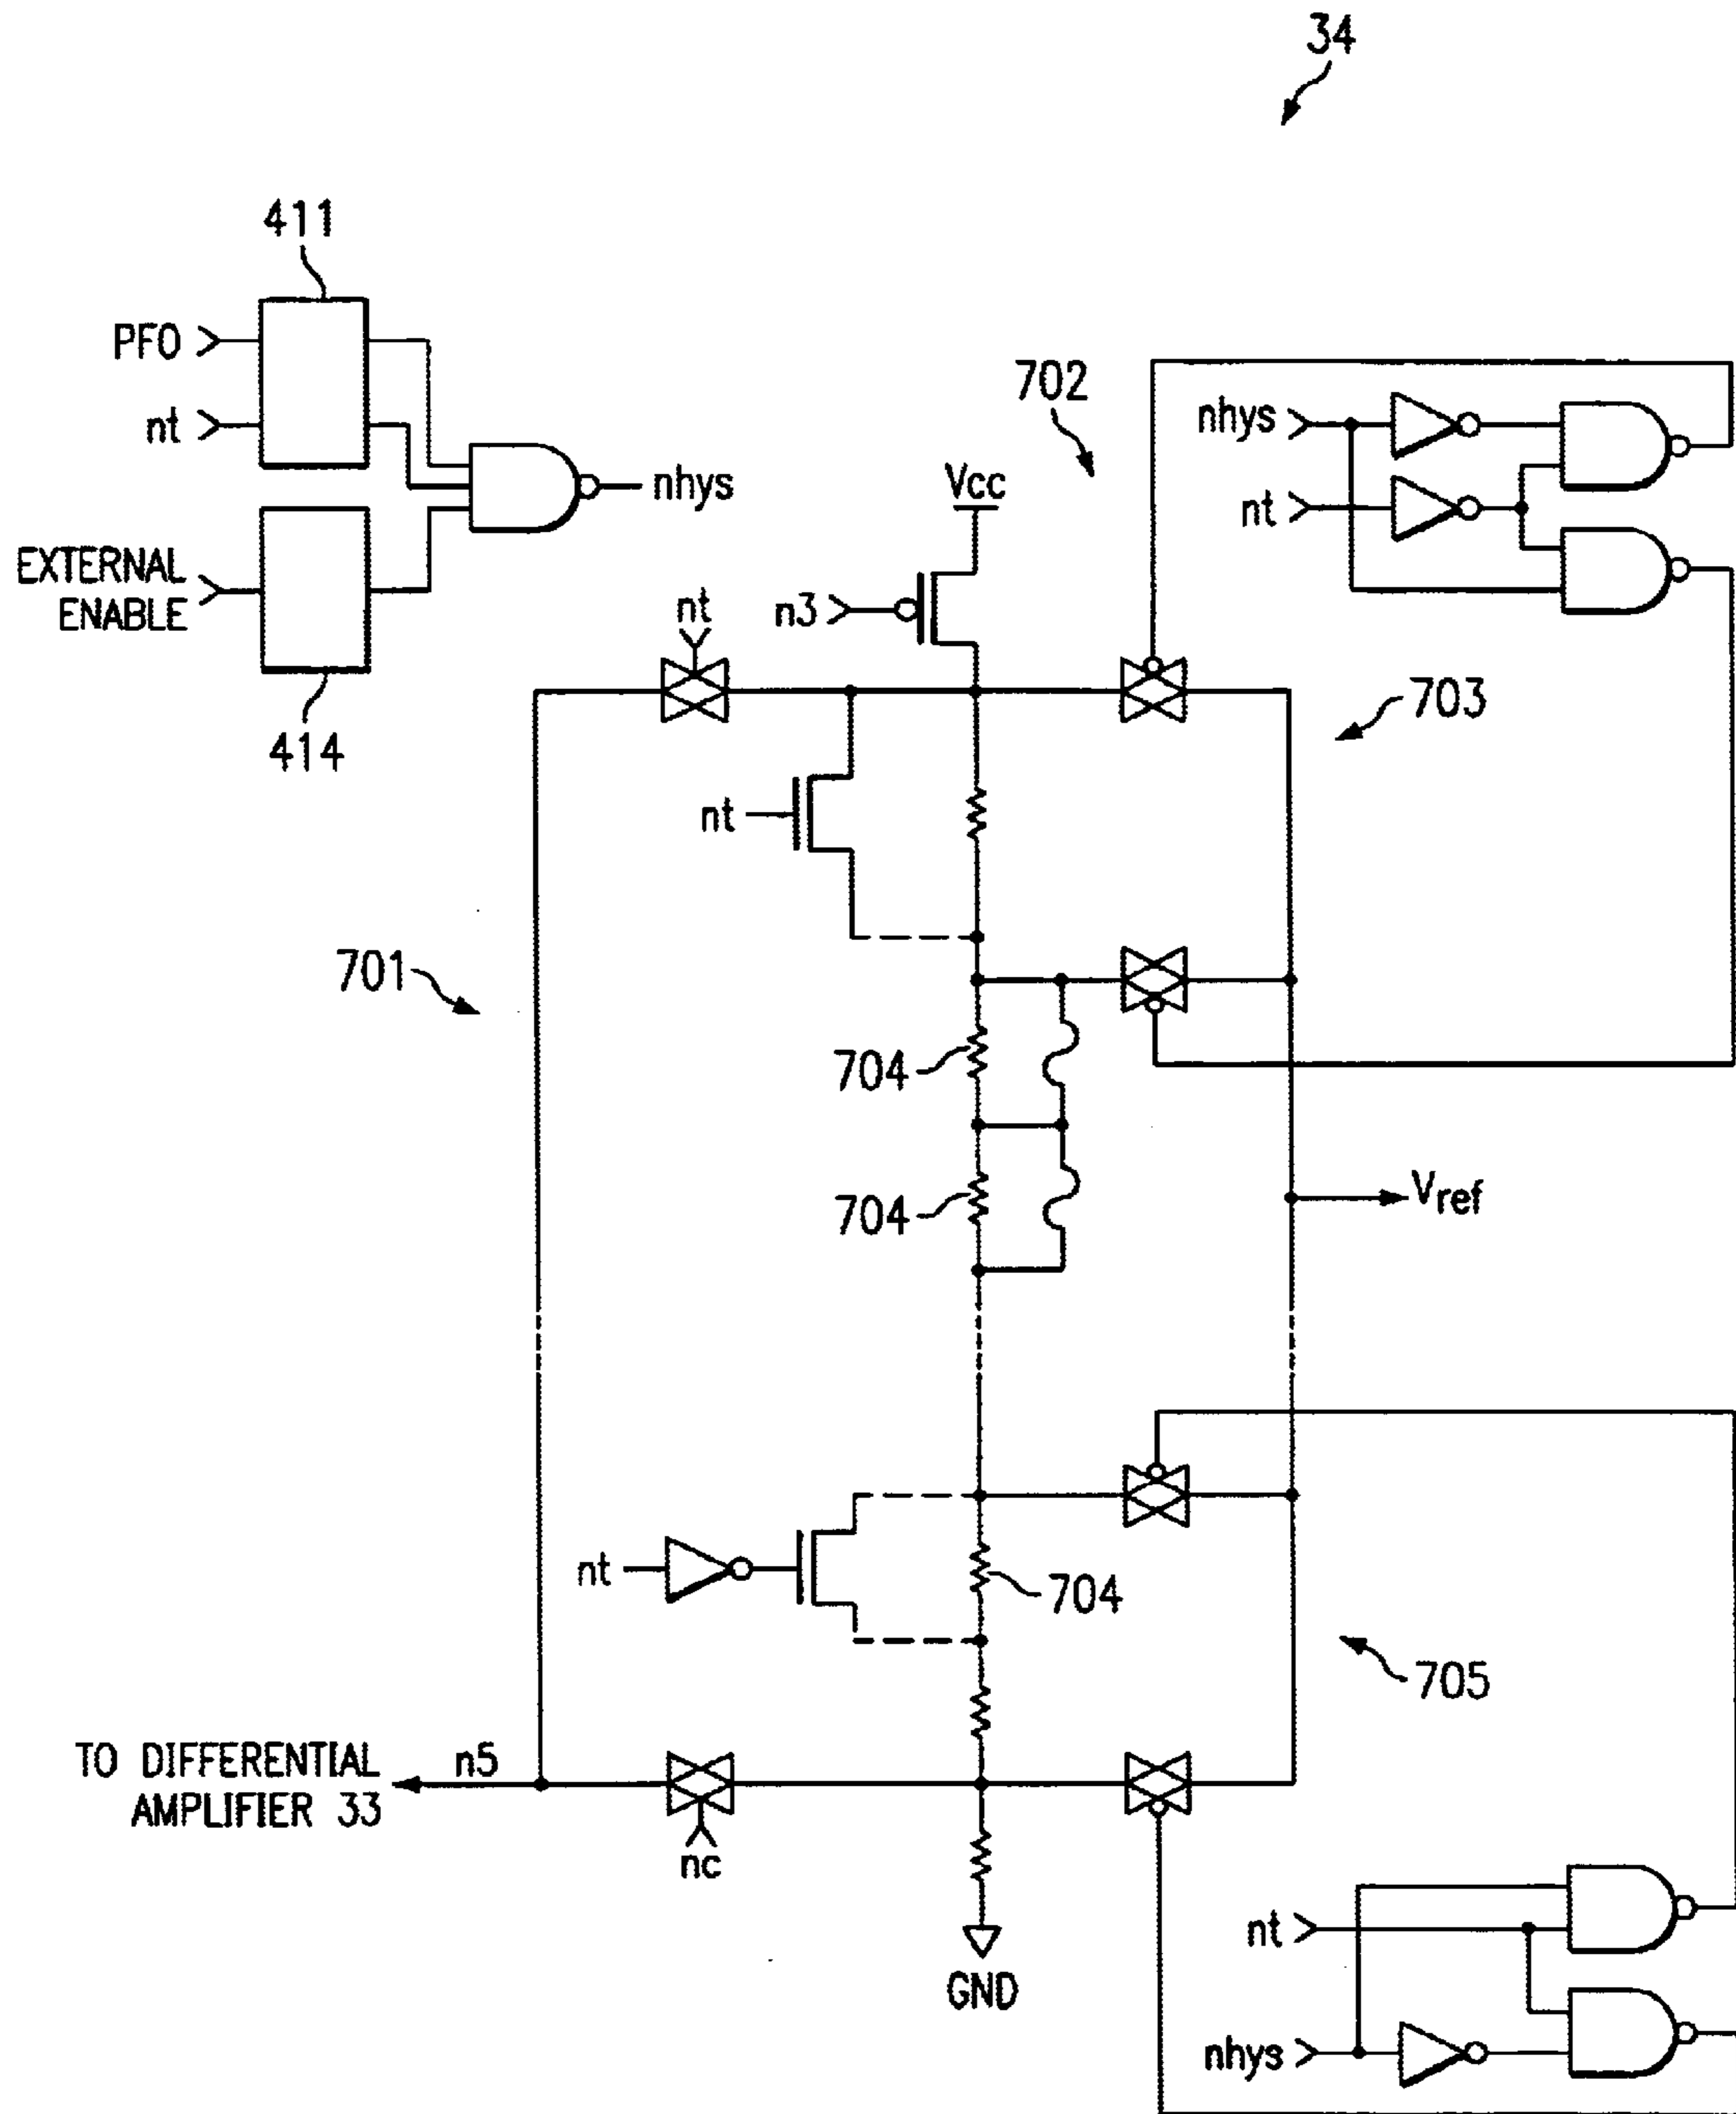 34
411
PFO
nt
nhys
EXTERNAL
ENABLE
414
702
Vcc
n3
nt
nhys
nt
703
nt
701
704
704
Vref
nt
704
705
TO DIFFERENTIAL
AMPLIFIER 33
n5
nc
GND
nt
nhys